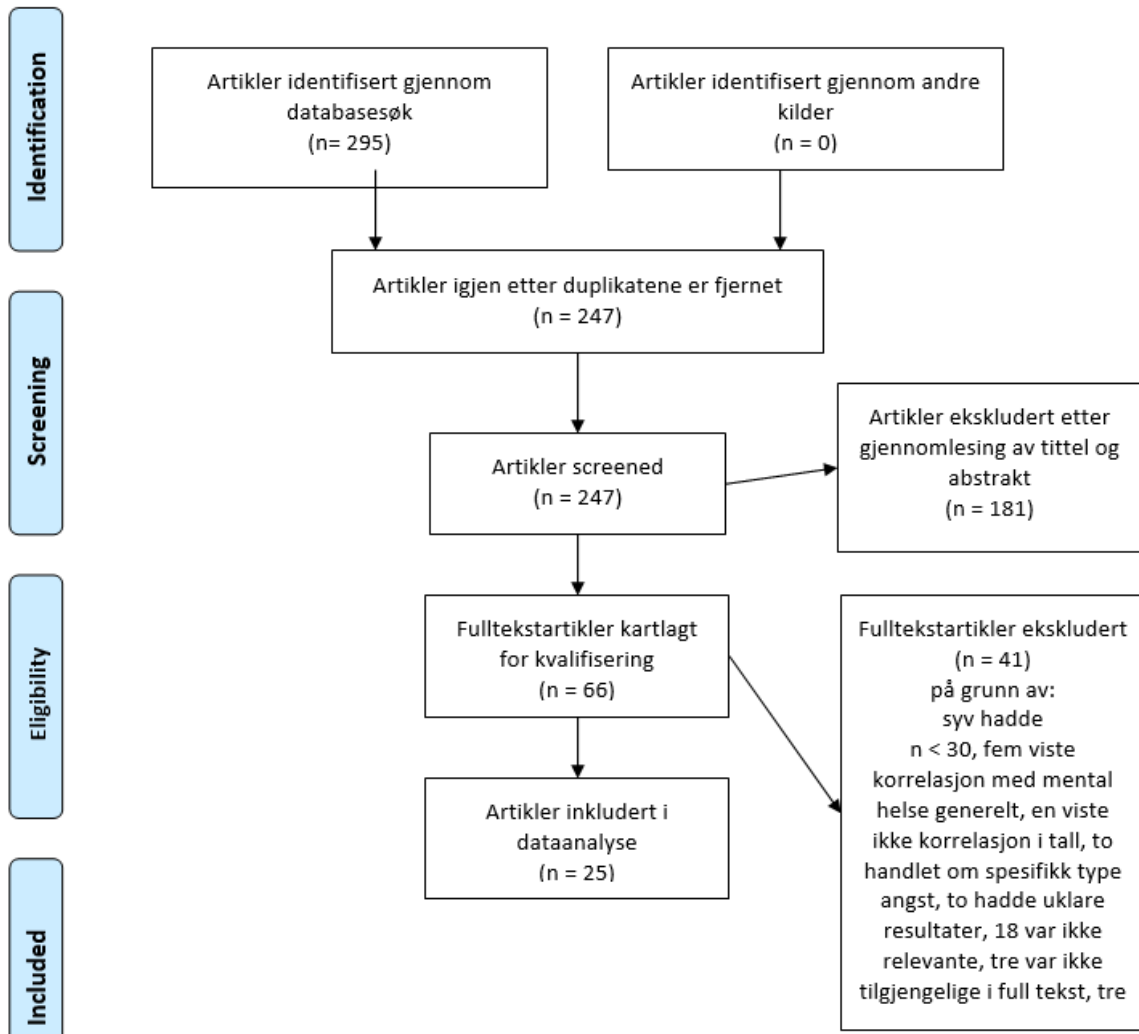 Identification
Artikler identifisert gjennom
databasesøk
(n= 295)
Artikler identifisert gjennom andre
kilder
(n = 0)
Artikler igjen etter duplikatene er fjernet
(n = 247)
Screening
Artikler screened
(n = 247)
Artikler ekskludert etter
gjennomlesing av tittel og
abstrakt
(n = 181)
Eligibility
Fulltekstartikler kartlagt
for kvalifisering
(n = 66)
Fulltekstartikler ekskludert
(n = 41)
på grunn av:
syv hadde
n < 30, fem viste
korrelasjon med mental
helse generelt, en viste
ikke korrelasjon i tall, to
handlet om spesifikk type
angst, to hadde uklare
resultater, 18 var ikke
relevante, tre var ikke
tilgjengelige i full tekst, tre
Included
Artikler inkludert i
dataanalyse
(n = 25)